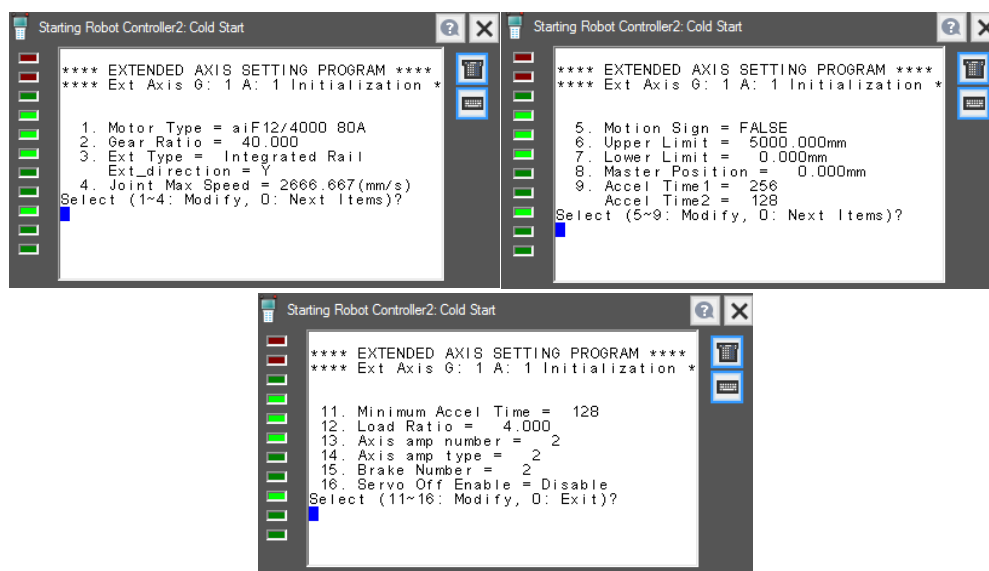 Starting Robot Controller2: Cold Start
**** EXTENDED AXIS SETTING PROGRAM ****
**** Ext Axis G: 1 A: 1 Initialization *
1. Motor Type = aiF12/4000 80A
2. Gear Ratio = 40.000
3. Ext Type = Integrated Rail
Ext_direction = Y
4. Joint Max Speed = 2666.667(mm/s)
Select (1~4: Modify, 0: Next Items)?
Starting Robot Controller2: Cold Start
**** EXTENDED AXIS SETTING PROGRAM ****
**** Ext Axis G: 1 A: 1 Initialization *
5. Motion Sign = FALSE
6. Upper Limit = 5000.000mm
7. Lower Limit = 0.000mm
8. Master Position = 0.000mm
9. Accel Time1 = 256
Accel Time2 = 128
Select (5~9: Modify, 0: Next Items)?
Starting Robot Controller2: Cold Start
**** EXTENDED AXIS SETTING PROGRAM ****
**** Ext Axis G: 1 A: 1 Initialization *
11. Minimum Accel Time = 128
12. Load Ratio = 4.000
13. Axis amp number = 2
14. Axis amp type = 2
15. Brake Number = 2
16. Servo Off Enable = Disable
Select (11~16: Modify, 0: Exit)?